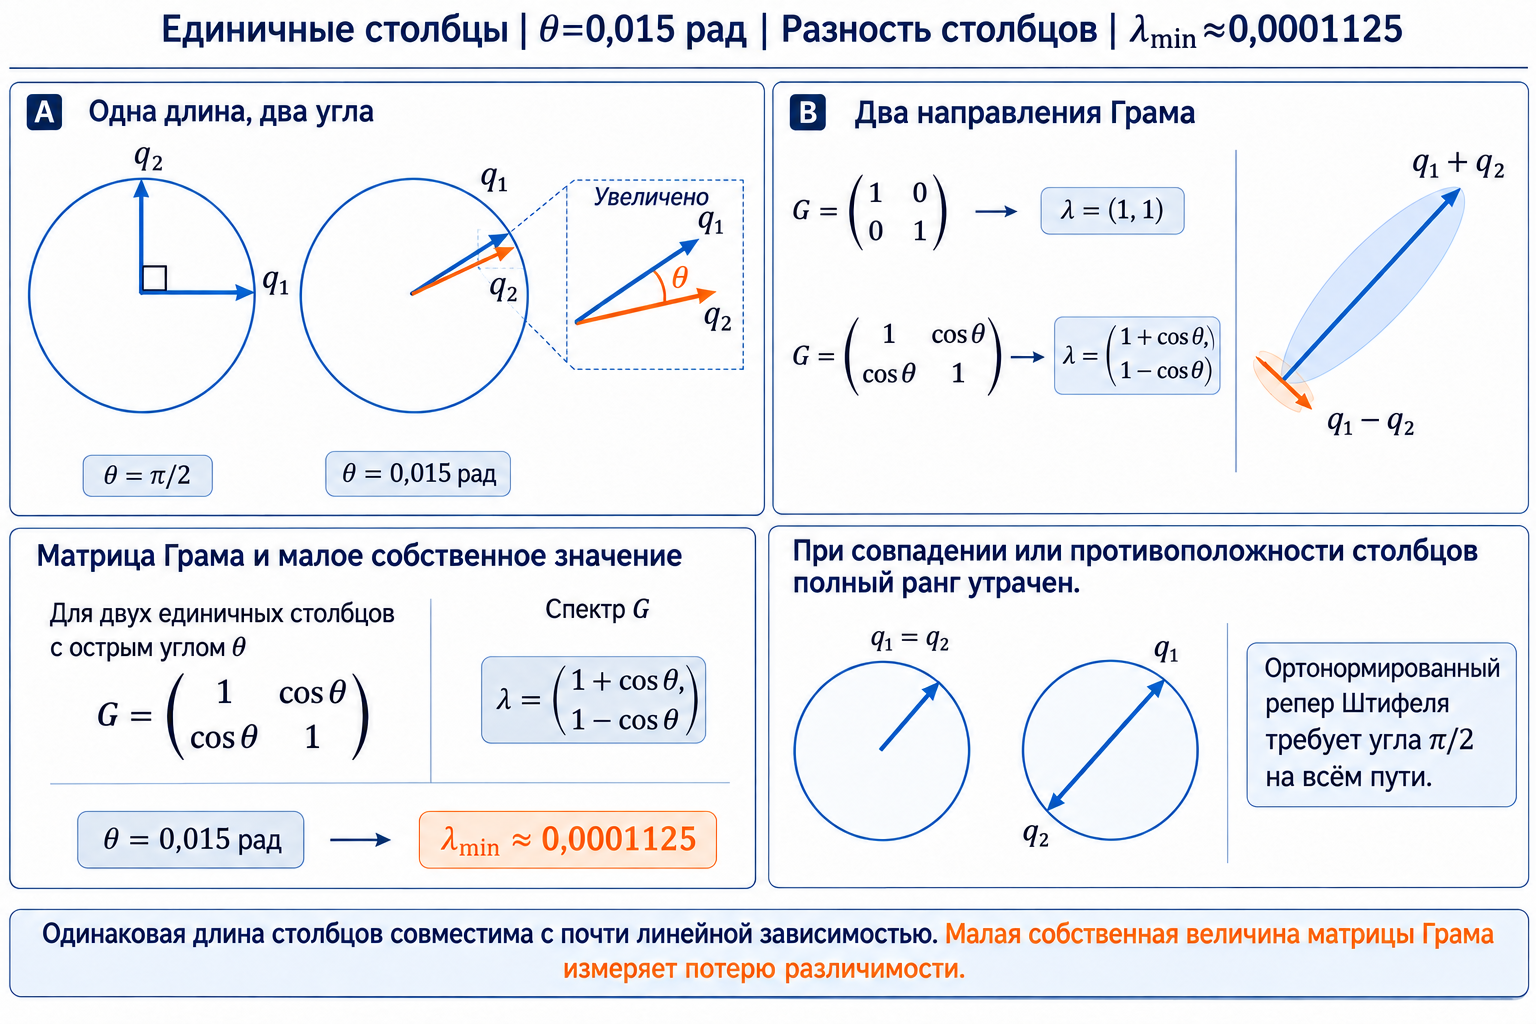 Единичные столбцы | θ=0,015 рад | Разность столбцов | λmin≈0,0001125
A Одна длина, два угла
q2
q1
θ = π/2
q1
q2
θ = 0,015 рад
Увеличено
q1
θ
q2
B Два направления Грама
G = (1 0
0 1)
→ λ = (1, 1)
G = (1 cos θ
cos θ 1)
→ λ = (1 + cos θ,
1 − cos θ)
q1 + q2
q1 − q2
Матрица Грама и малое собственное значение
Для двух единичных столбцов
с острым углом θ
G = (1 cos θ
cos θ 1)
Спектр G
λ = (1 + cos θ,
1 − cos θ)
θ = 0,015 рад → λmin ≈ 0,0001125
При совпадении или противоположности столбцов
полный ранг утрачен.
q1 = q2
q1
q2
Ортонормированный
репер Штифеля
требует угла π/2
на всём пути.
Одинаковая длина столбцов совместима с почти линейной зависимостью. Малая собственная величина матрицы Грама
измеряет потерю различимости.